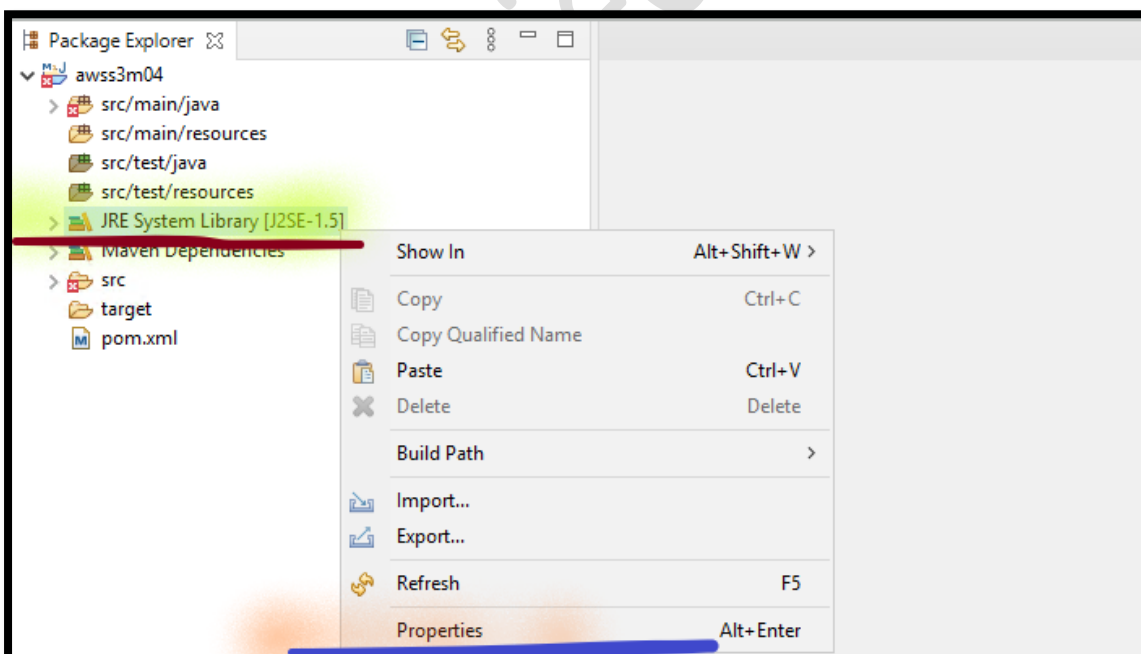 Package Explorer
awss3m04
src/main/java
src/main/resources
src/test/java
src/test/resources
JRE System Library [J2SE-1.5]
Maven Dependencies
src
target
pom.xml
Show In Alt+Shift+W >
Copy Ctrl+C
Copy Qualified Name
Paste Ctrl+V
Delete Delete
Build Path >
Import...
Export...
Refresh F5
Properties Alt+Enter